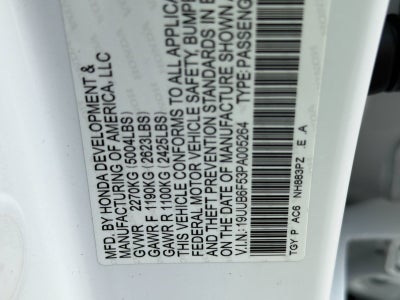 MFD. BY HONDA DEVELOPMENT &
MANUFACTURING OF AMERICA, LLC
GVWR 2270KG (5004LBS)
GAWR F 1190KG (2623LBS)
GAWR R 1100KG (2425LBS)
THIS VEHICLE CONFORMS TO ALL APPLICA
FEDERAL MOTOR VEHICLE SAFETY, BUMPE
AND THEFT PREVENTION STANDARDS IN E
ON THE DATE OF MANUFACTURE SHOWN A
V.I.N.: 19UUB6F53PA005264 TYPE: PASSENG
TGY P AC6 NH883PZ E A